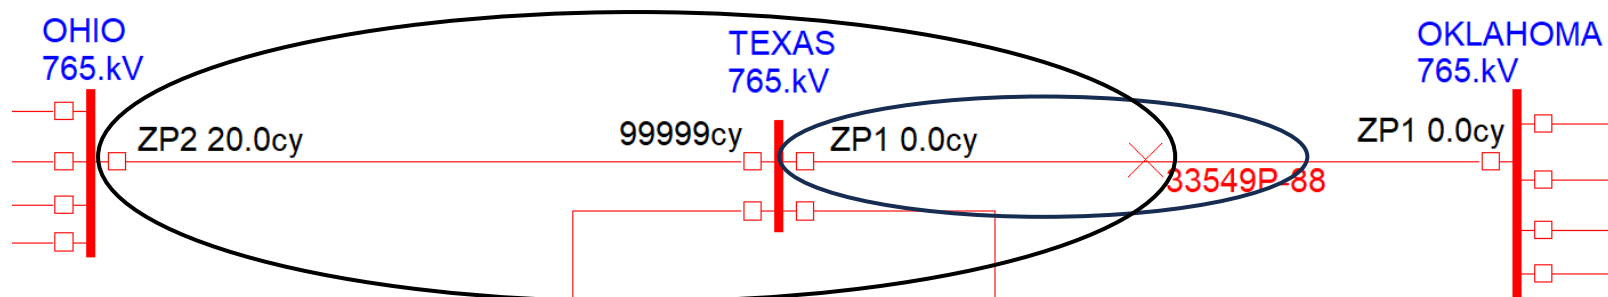 OHIO
765.kV
TEXAS
765.kV
OKLAHOMA
765.kV
ZP2 20.0cy
99999cy
ZP1 0.0cy
ZP1 0.0cy
33549P-88